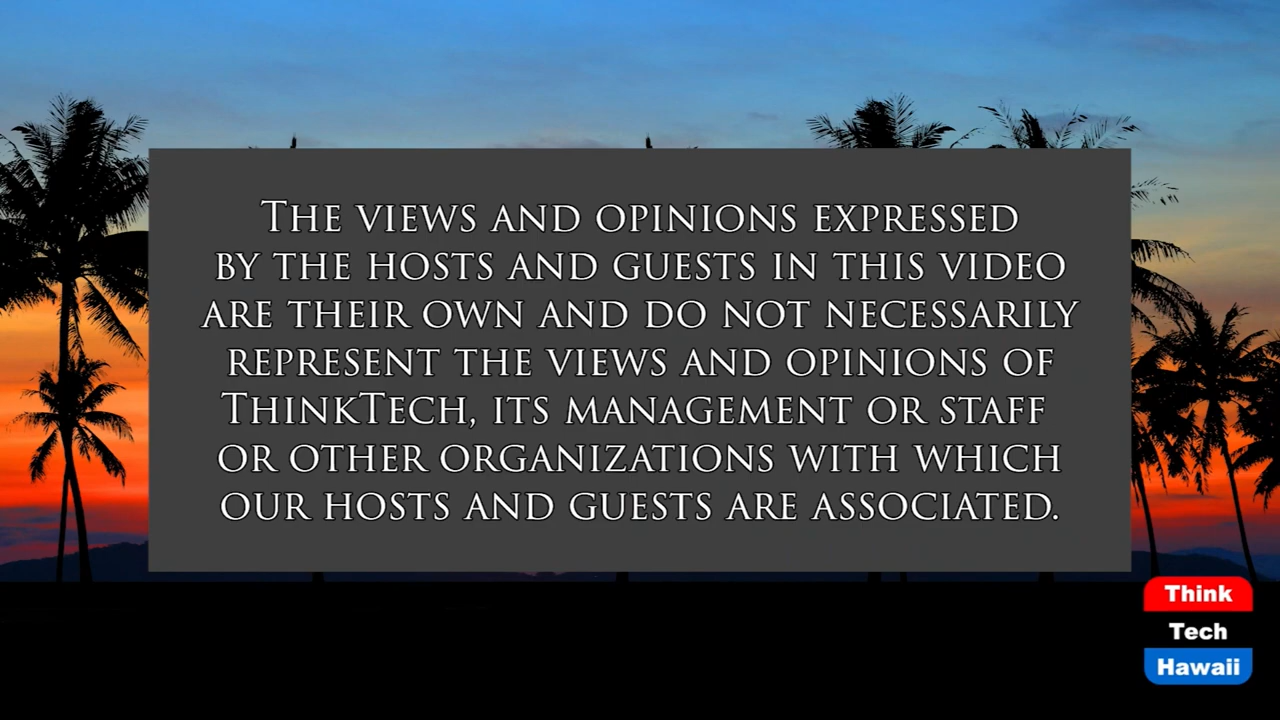 The views and opinions expressed
by the hosts and guests in this video
are their own and do not necessarily
represent the views and opinions of
ThinkTech, its management or staff
or other organizations with which
our hosts and guests are associated.
Think
Tech
Hawaii